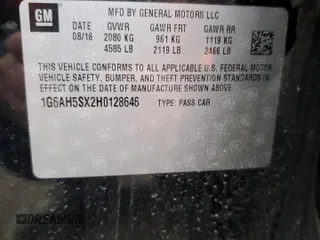 GM
MFD BY GENERAL MOTORS LLC
08/16 GVWR GAWR FRT GAWR RR
2080 KG 961 KG 1119 KG
4585 LB 2119 LB 2466 LB
THIS VEHICLE CONFORMS TO ALL APPLICABLE U.S. FEDERAL MOTOR
VEHICLE SAFETY, BUMPER, AND THEFT PREVENTION STANDARDS IN
EFFECT ON THE DATE OF MANUFACTURE SHOWN ABOVE.
1G6AH5SX2H0128646 TYPE: PASS CAR
IDRSIMDIM